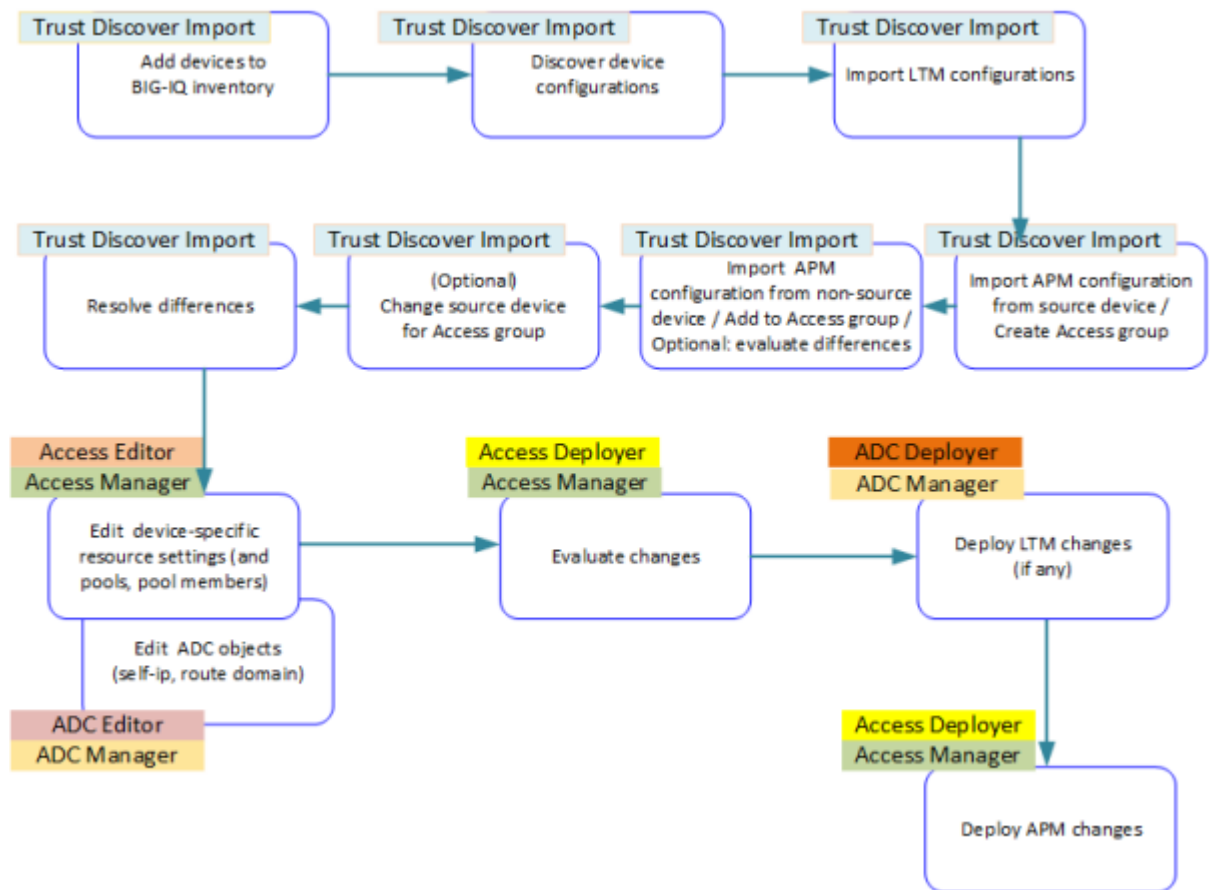 Trust Discover Import
Add devices to
BIG-IQ inventory
Trust Discover Import
Discover device
configurations
Trust Discover Import
Import LTM configurations
Trust Discover Import
Import APM configuration
from source device /
Create Access group
Trust Discover Import
Import APM
configuration from non-source
device / Add to Access group /
Optional: evaluate differences
Trust Discover Import
(Optional)
Change source device
for Access group
Trust Discover Import
Resolve differences
Access Editor
Access Manager
Edit device-specific
resource settings (and
pools, pool members)
Edit ADC objects
(self-ip, route domain)
ADC Editor
ADC Manager
Access Deployer
Access Manager
Evaluate changes
ADC Deployer
ADC Manager
Deploy LTM changes
(if any)
Access Deployer
Access Manager
Deploy APM changes